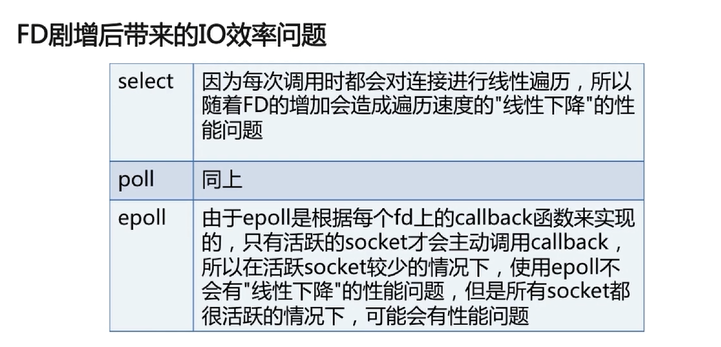 FD剧增后带来的IO效率问题
select
因为每次调用时都会对连接进行线性遍历，所以
随着FD的增加会造成遍历速度的"线性下降"的性
能问题
poll
同上
epoll
由于epoll是根据每个fd上的callback函数来实现
的，只有活跃的socket才会主动调用callback，
所以在活跃socket较少的情况下，使用epoll不
会有"线性下降"的性能问题，但是所有socket都
很活跃的情况下，可能会有性能问题